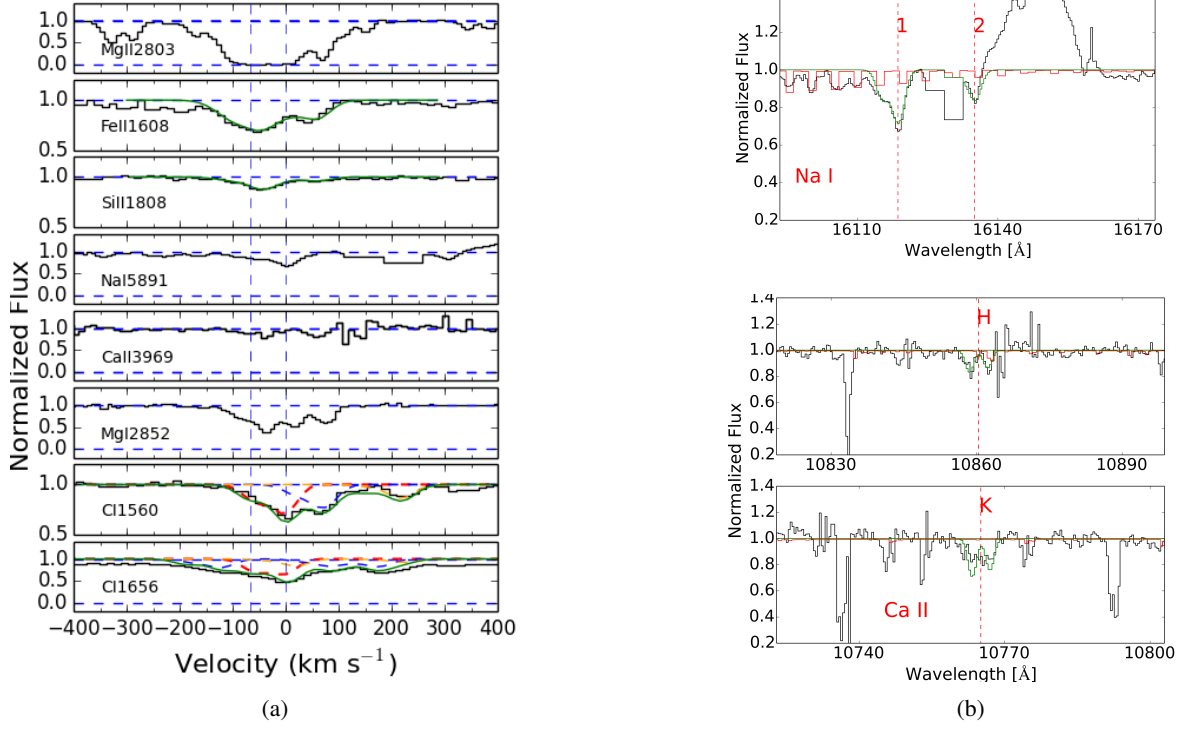 Normalized Flux
1.0
0.5
0.0
MgII2803
1.0
0.5
FeII1608
1.0
0.5
SiII1808
1.0
0.5
0.0
NaI5891
1.0
0.5
0.0
CaII3969
1.0
0.5
0.0
MgI2852
1.0
0.5
CI1560
1.0
0.5
0.0
CI1656
−400 −300 −200 −100 0 100 200 300 400
Velocity (km s⁻¹)
(a)
Normalized Flux
1.2
1.0
0.8
0.6
0.4
0.2
1 2
Na I
16110 16140 16170
Wavelength [Å]
Normalized Flux
1.4
1.2
1.0
0.8
0.6
0.4
0.2
H
10830 10860 10890
1.4
1.2
1.0
0.8
0.6
0.4
0.2
K
Ca II
10740 10770 10800
Wavelength [Å]
(b)